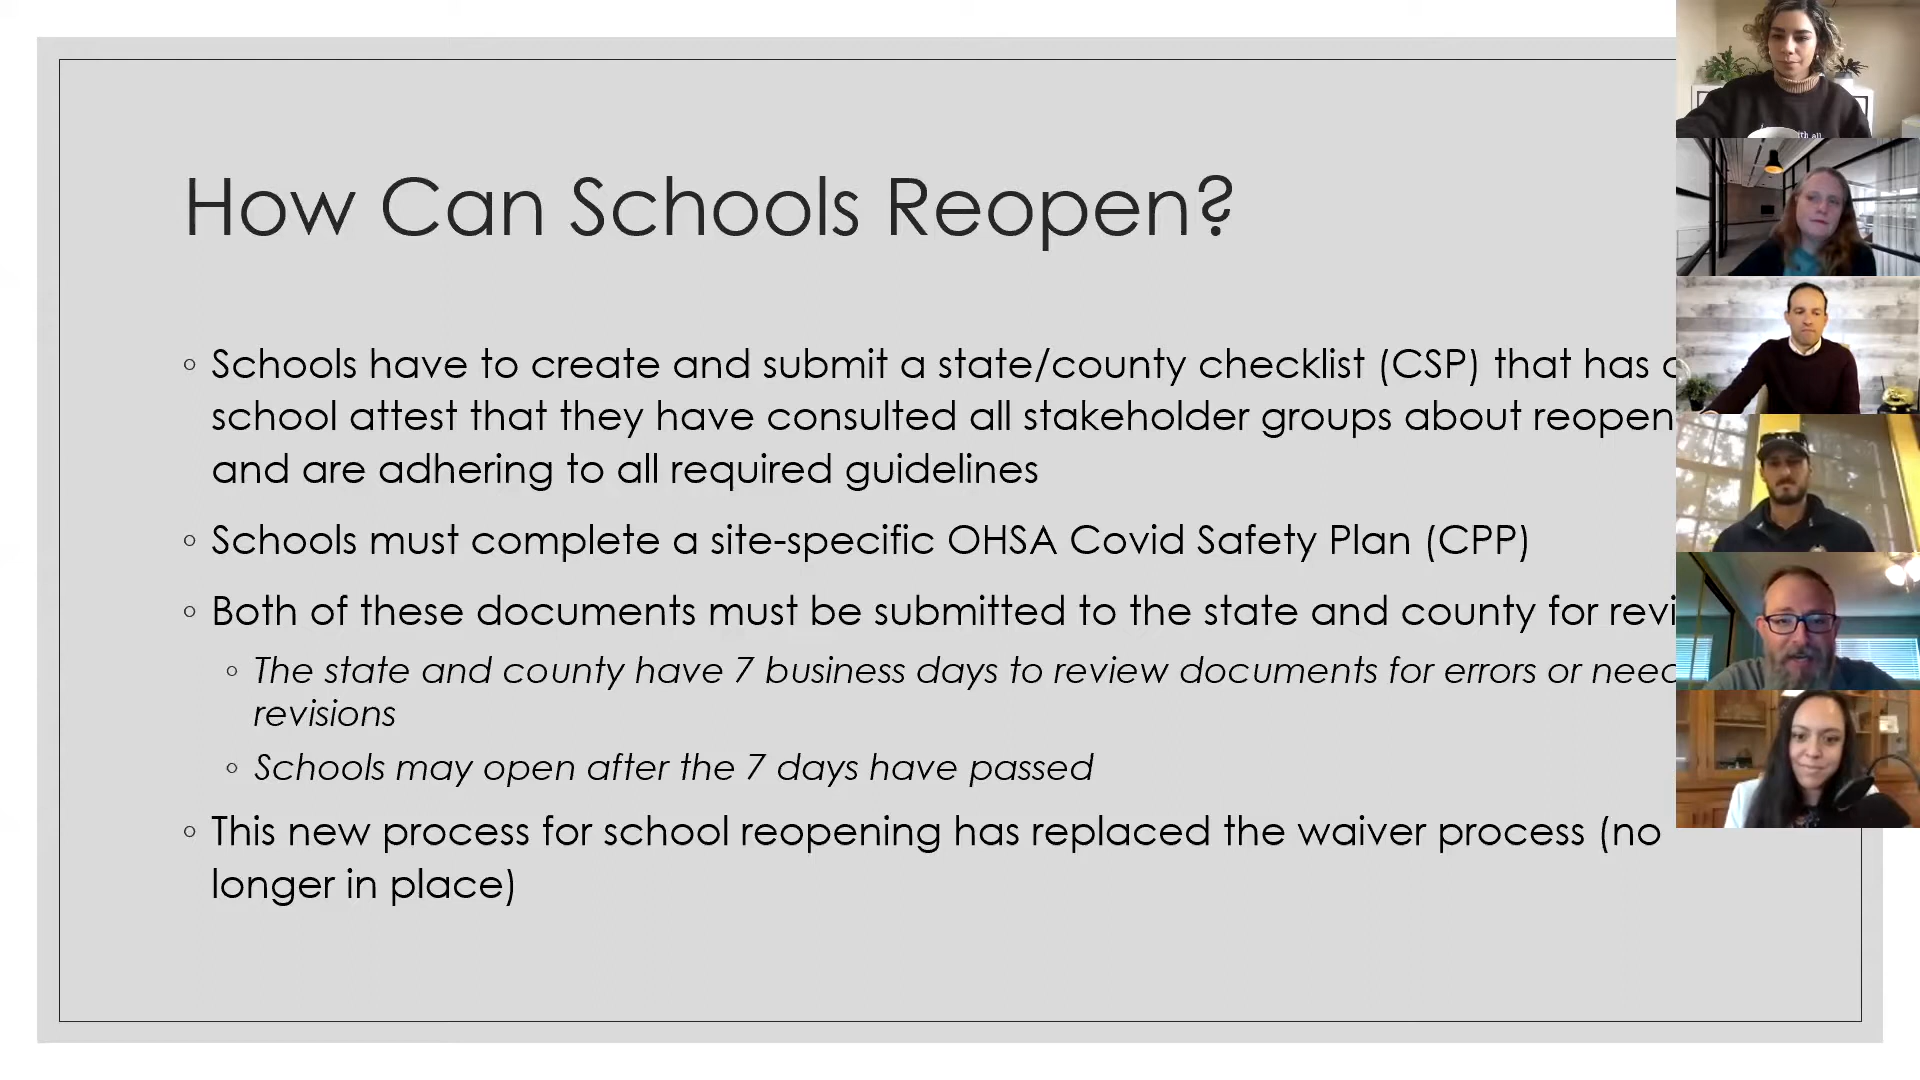 How Can Schools Reopen?
Schools have to create and submit a state/county checklist (CSP) that has
school attest that they have consulted all stakeholder groups about reopen
and are adhering to all required guidelines
Schools must complete a site-specific OHSA Covid Safety Plan (CPP)
Both of these documents must be submitted to the state and county for revi
The state and county have 7 business days to review documents for errors or need
revisions
Schools may open after the 7 days have passed
This new process for school reopening has replaced the waiver process (no
longer in place)
with all